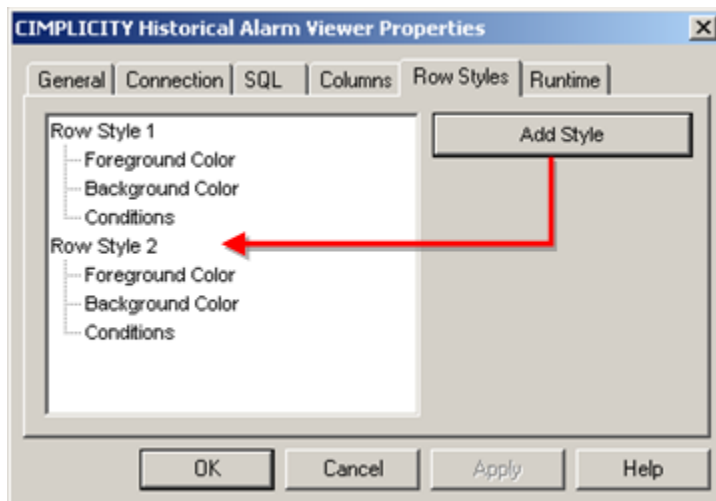 CIMPLICITY Historical Alarm Viewer Properties
General Connection SQL Columns Row Styles Runtime
Row Style 1
Foreground Color
Background Color
Conditions
Row Style 2
Foreground Color
Background Color
Conditions
Add Style
OK Cancel Apply Help